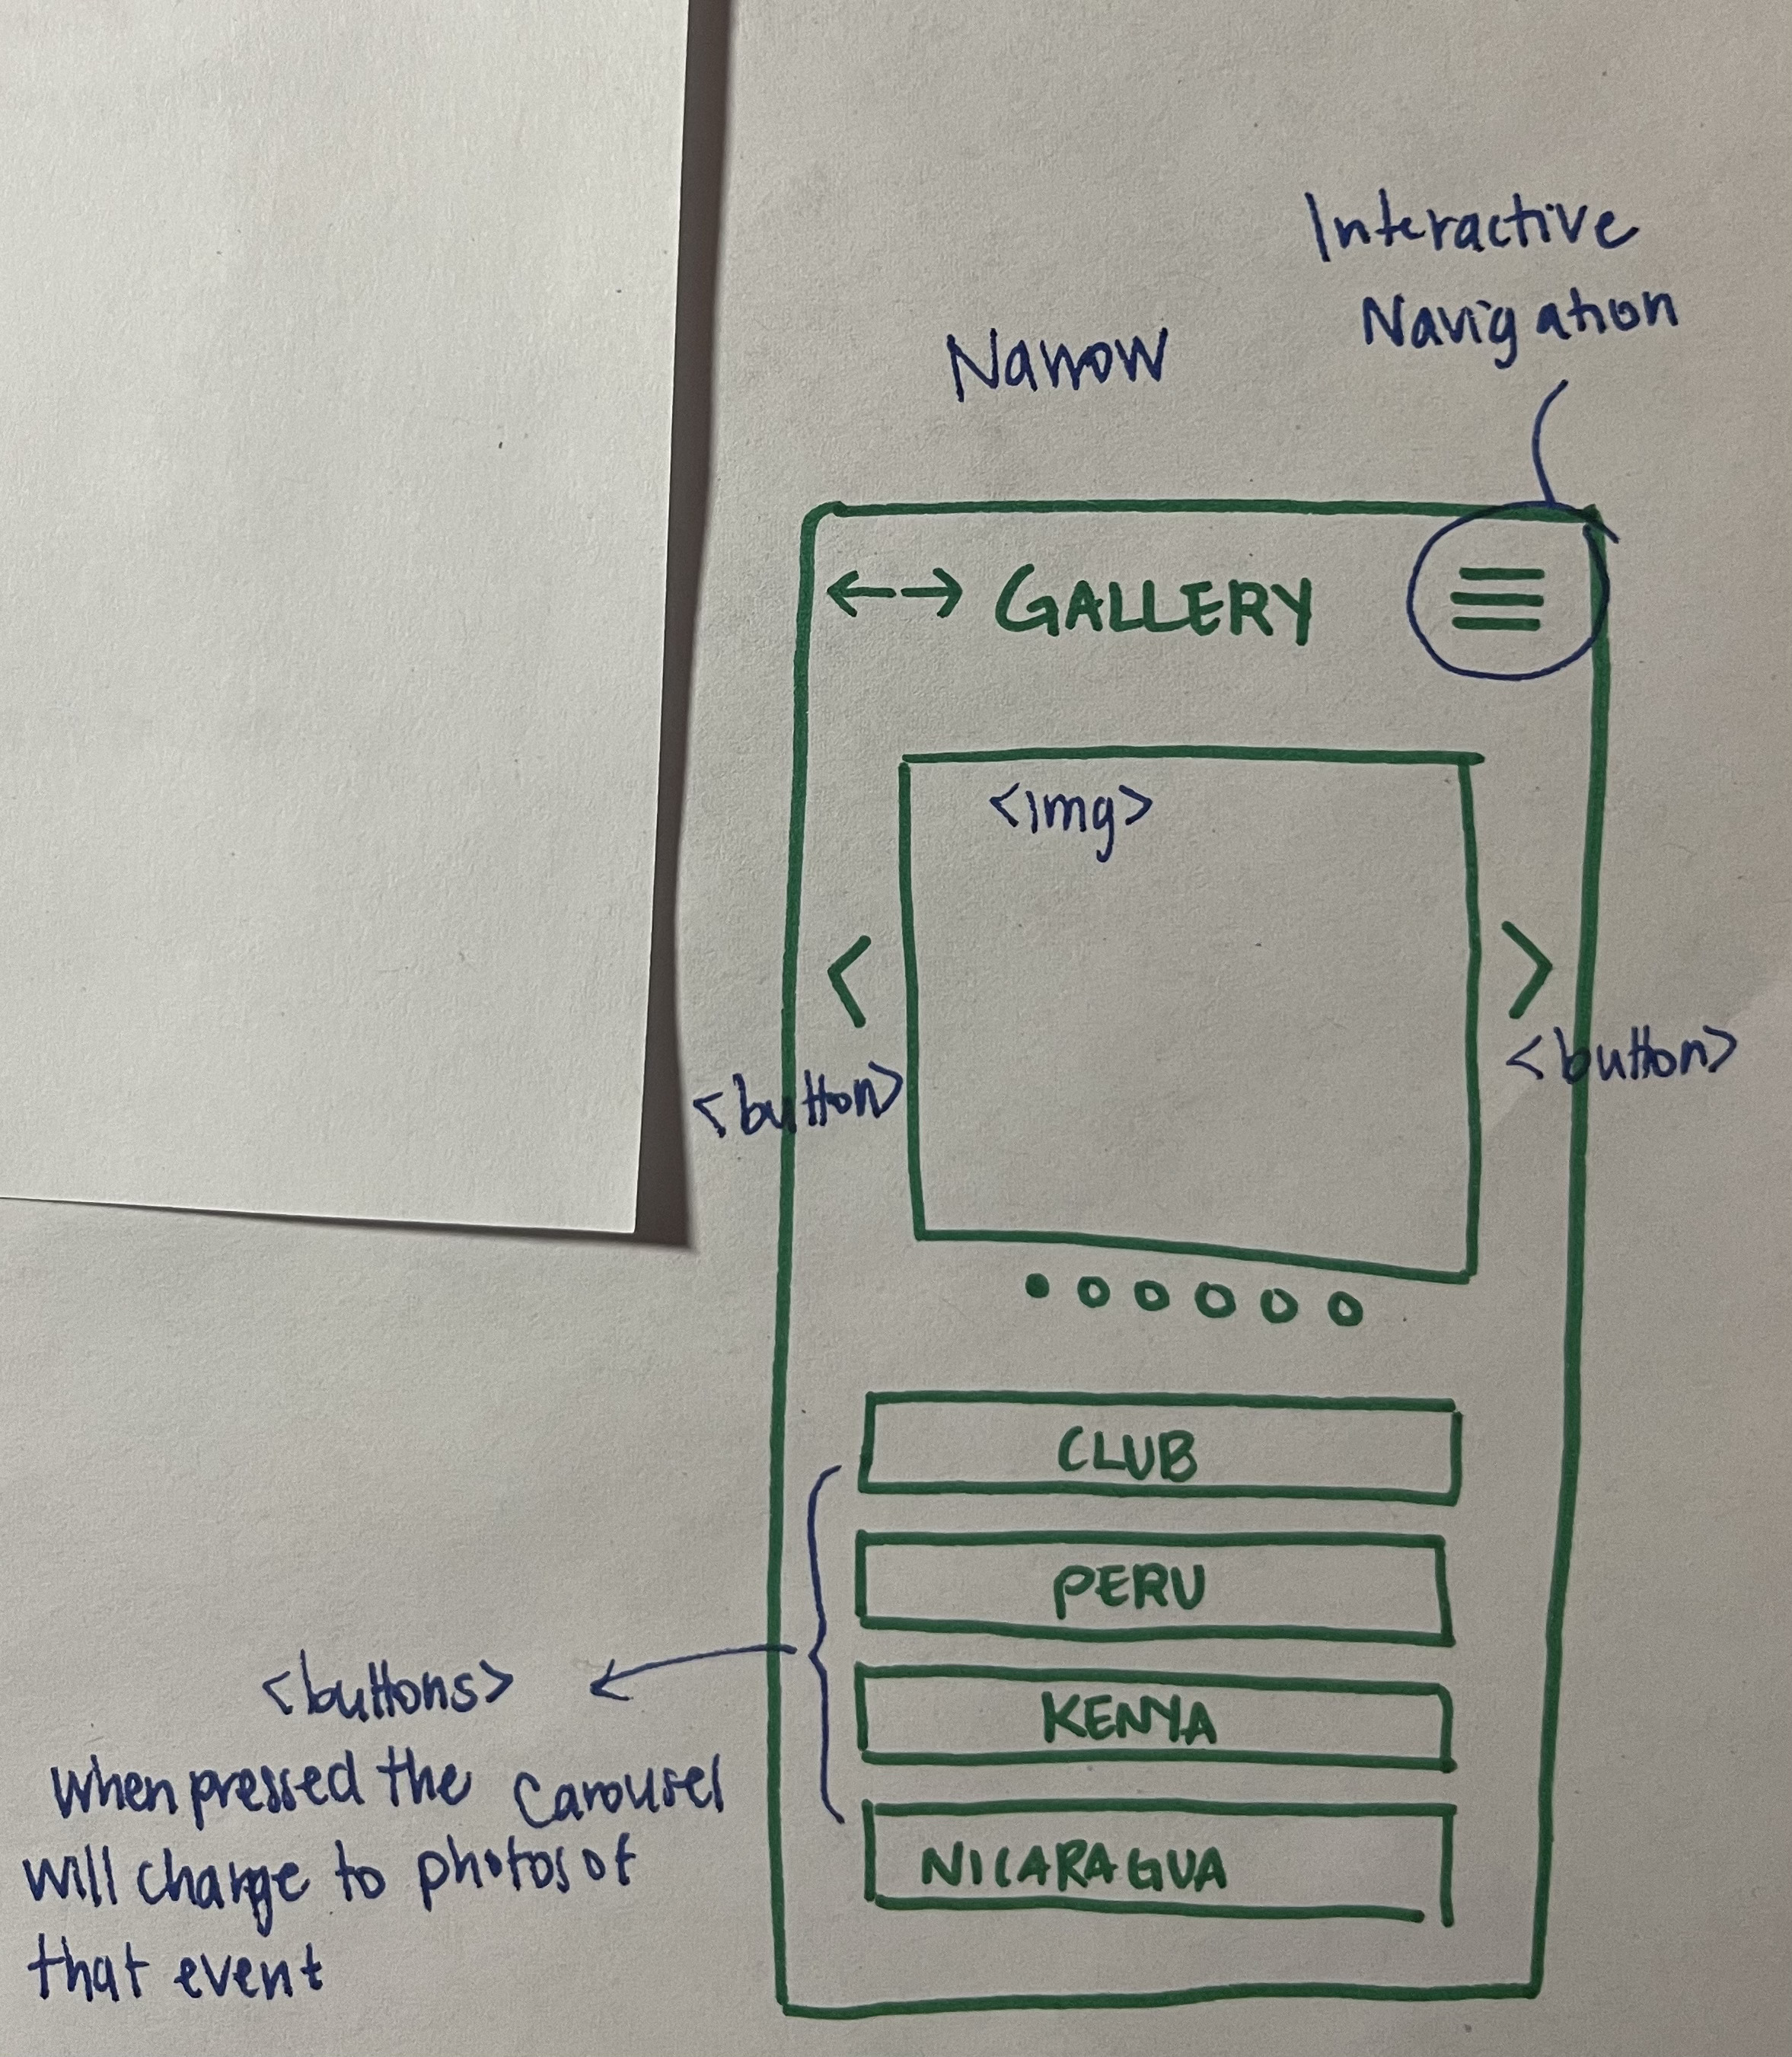 Interactive
Navigation
Narrow
GALLERY
<img>
<button>
<button>
CLUB
PERU
KENYA
NICARAGUA
<buttons>
when pressed the carousel
will change to photos of
that event